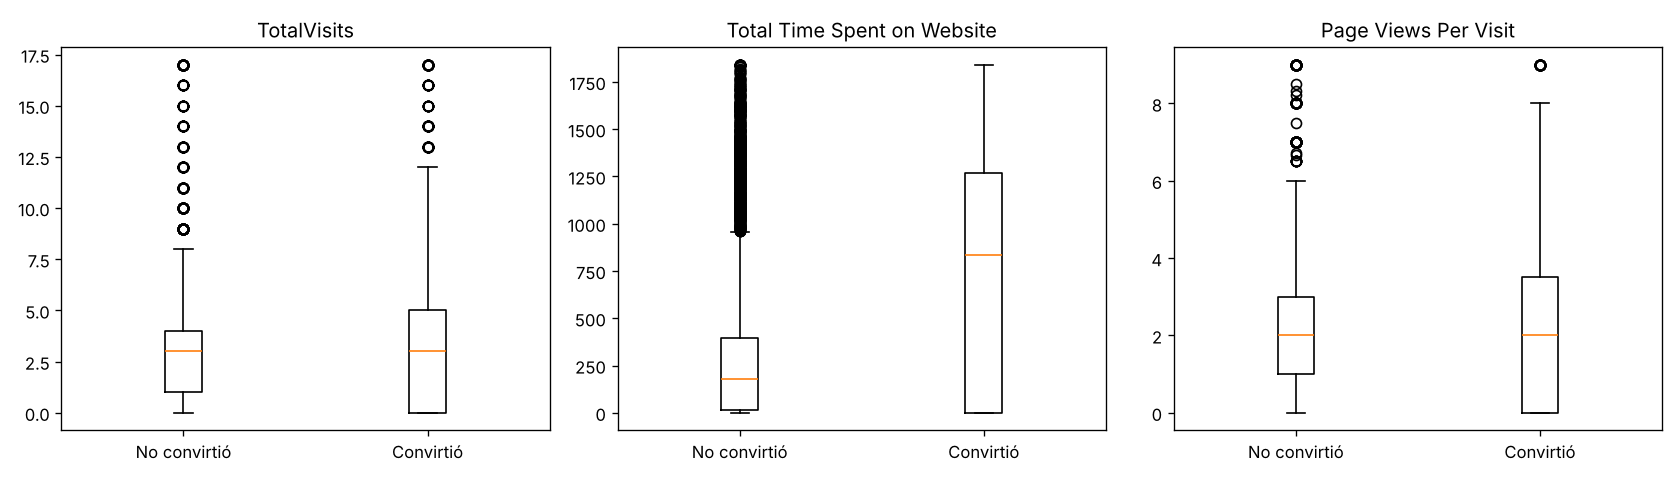 TotalVisits
17.5
15.0
12.5
10.0
7.5
5.0
2.5
0.0
No convirtió
Convirtió
Total Time Spent on Website
1750
1500
1250
1000
750
500
250
0
No convirtió
Convirtió
Page Views Per Visit
8
6
4
2
0
No convirtió
Convirtió